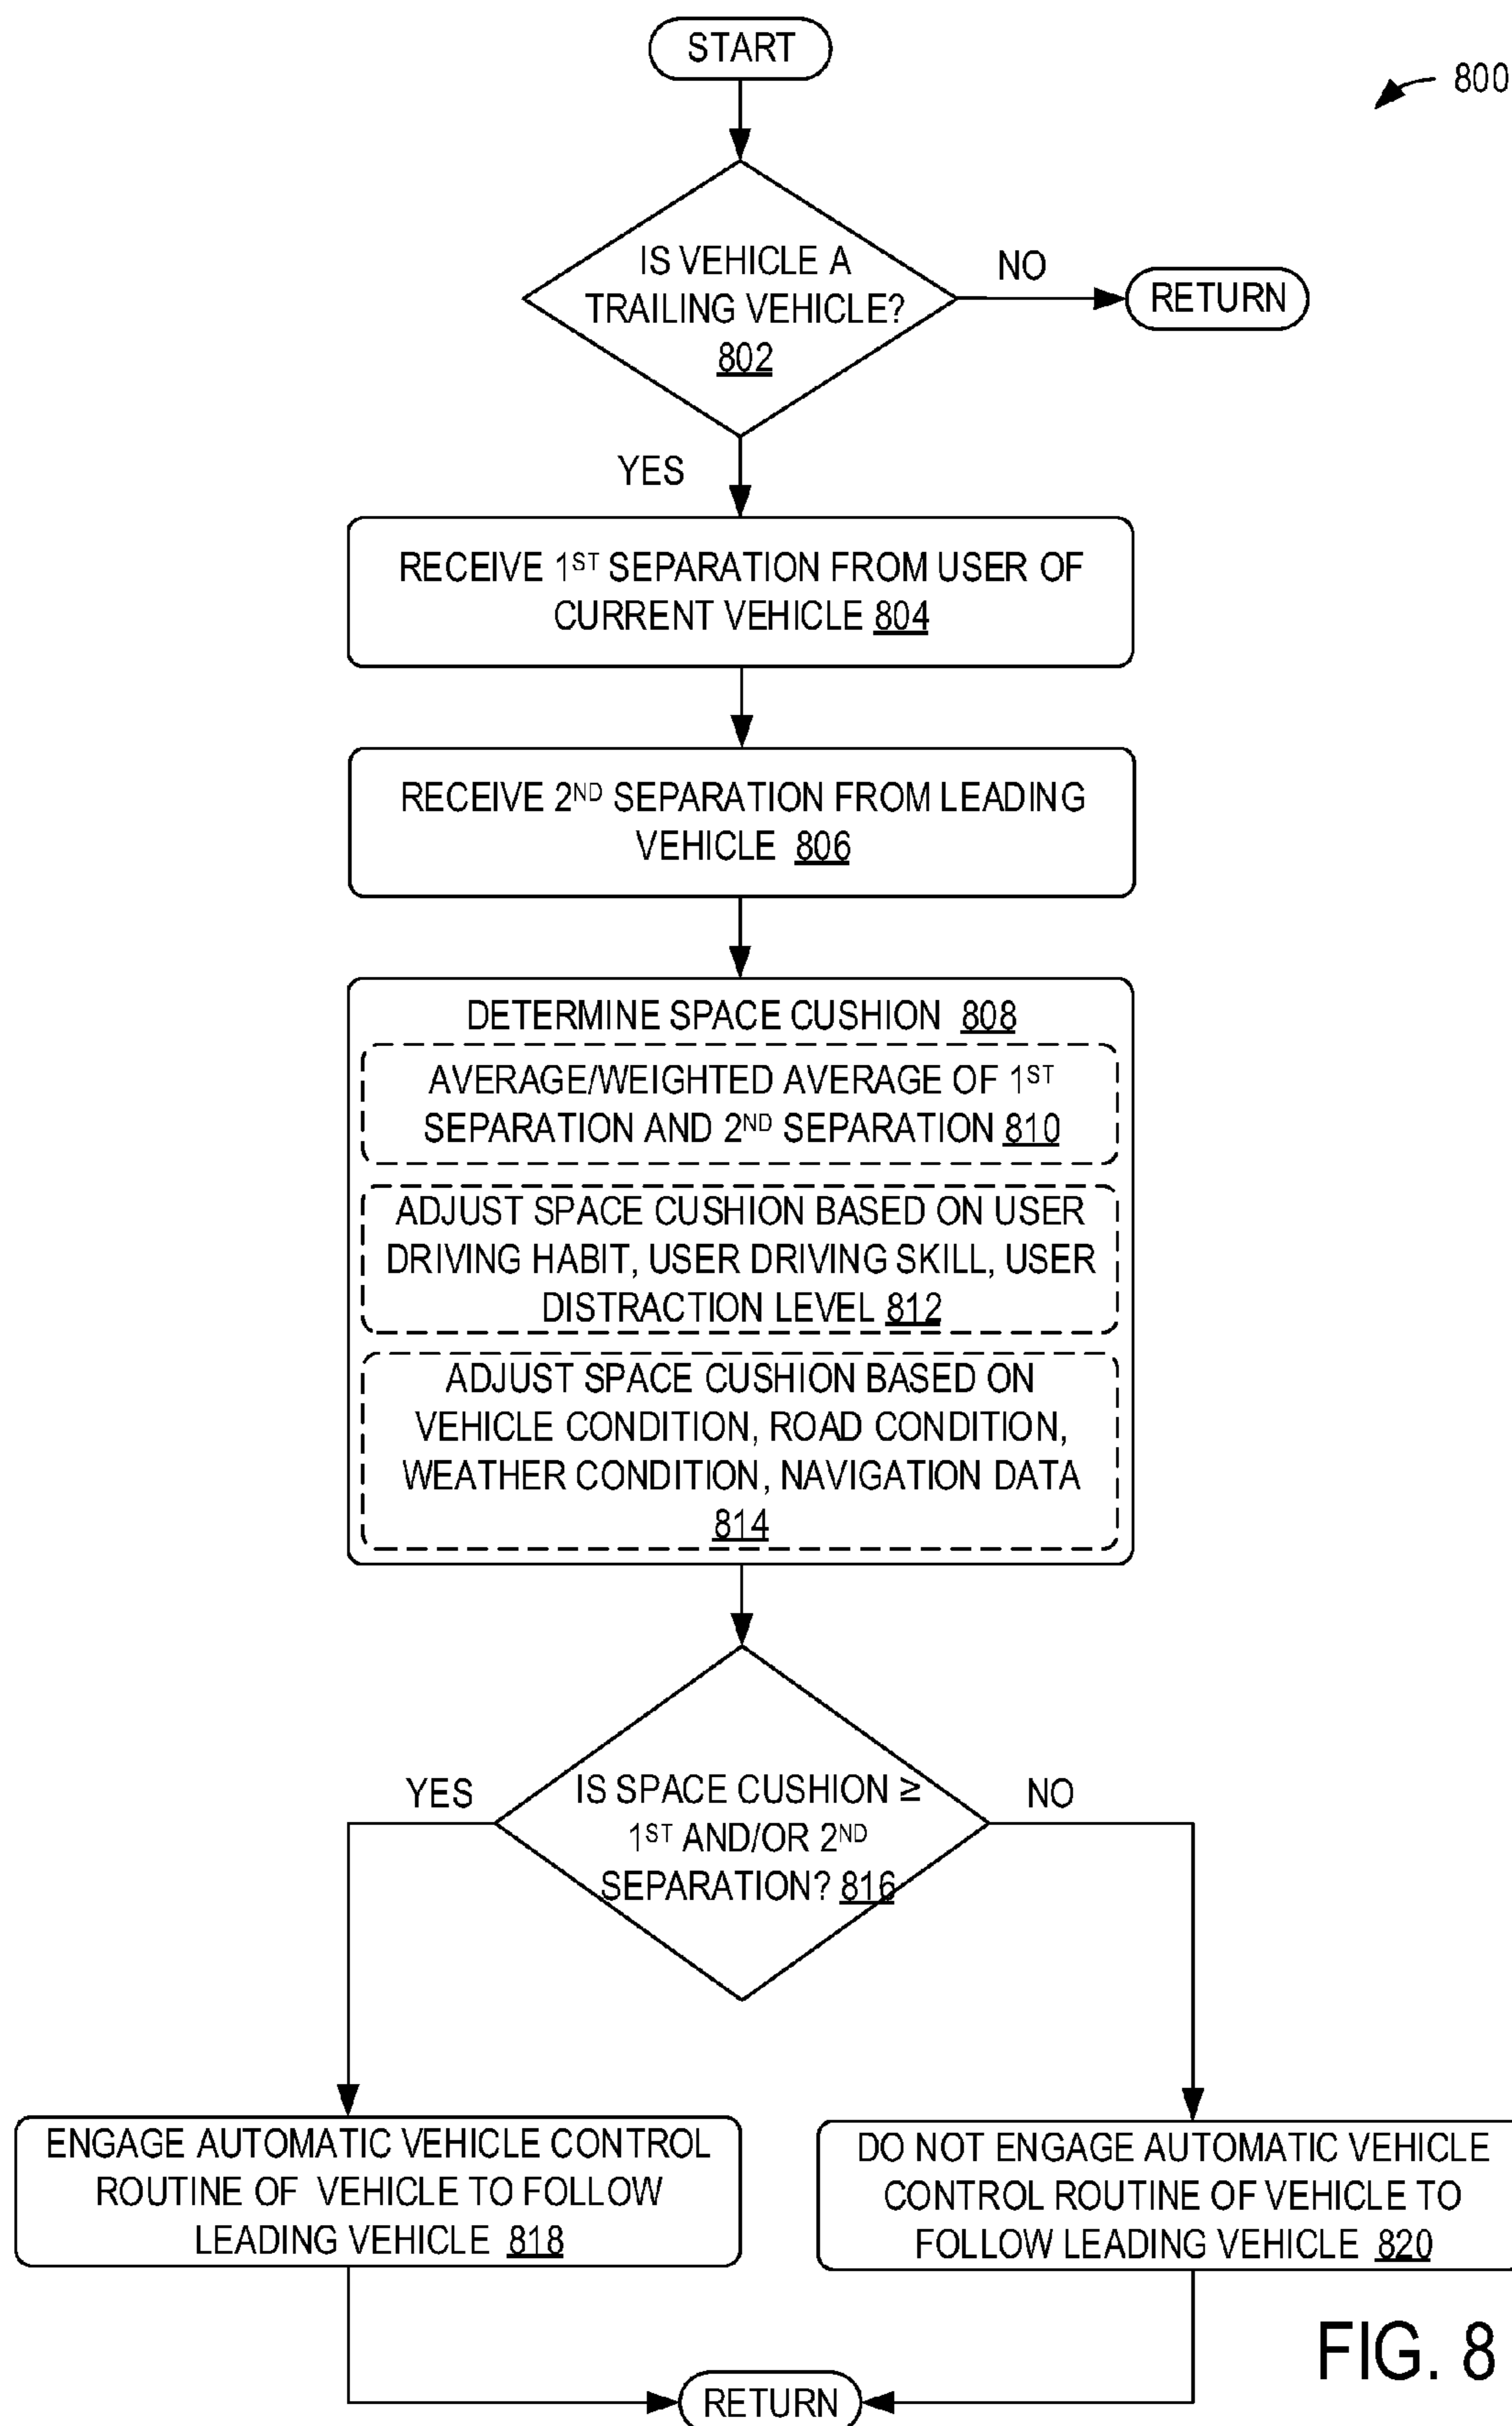 START
800
IS VEHICLE A
TRAILING VEHICLE?
802
NO
RETURN
YES
RECEIVE 1ST SEPARATION FROM USER OF
CURRENT VEHICLE 804
RECEIVE 2ND SEPARATION FROM LEADING
VEHICLE 806
DETERMINE SPACE CUSHION 808
AVERAGE/WEIGHTED AVERAGE OF 1ST
SEPARATION AND 2ND SEPARATION 810
ADJUST SPACE CUSHION BASED ON USER
DRIVING HABIT, USER DRIVING SKILL, USER
DISTRACTION LEVEL 812
ADJUST SPACE CUSHION BASED ON
VEHICLE CONDITION, ROAD CONDITION,
WEATHER CONDITION, NAVIGATION DATA
814
YES
IS SPACE CUSHION ≥
1ST AND/OR 2ND
SEPARATION? 816
NO
ENGAGE AUTOMATIC VEHICLE CONTROL
ROUTINE OF VEHICLE TO FOLLOW
LEADING VEHICLE 818
DO NOT ENGAGE AUTOMATIC VEHICLE
CONTROL ROUTINE OF VEHICLE TO
FOLLOW LEADING VEHICLE 820
FIG. 8
RETURN